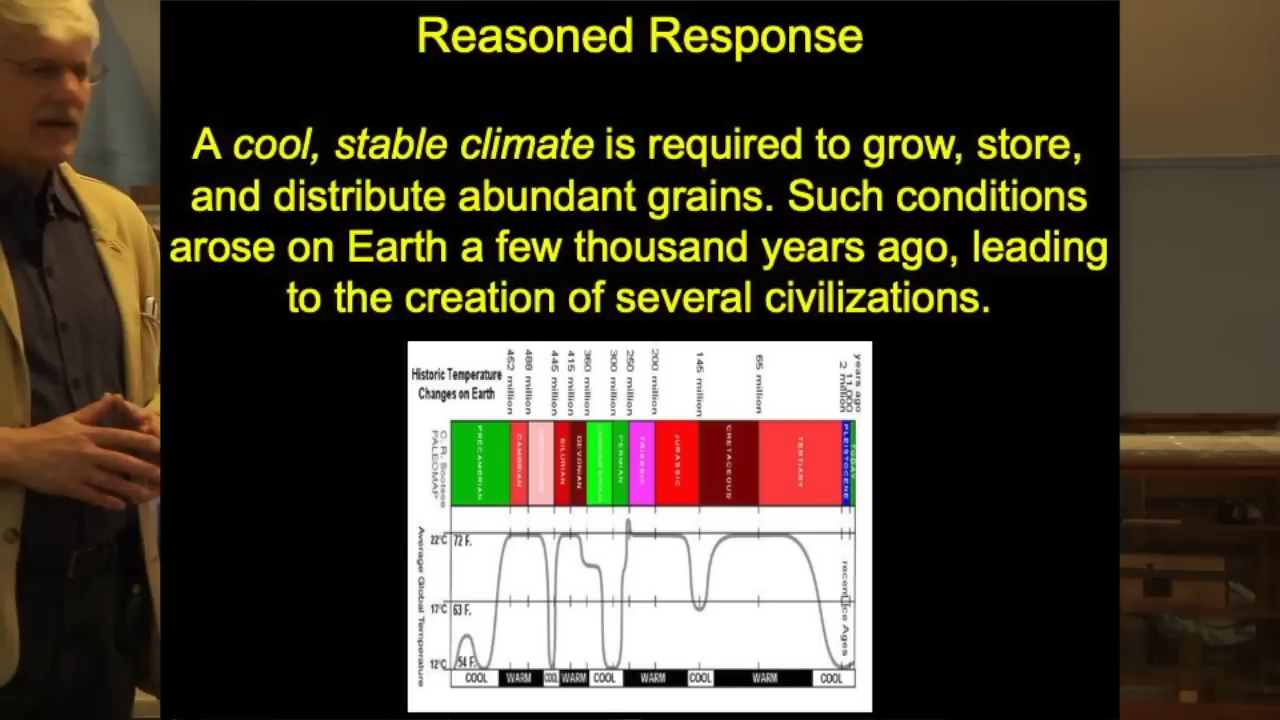 Reasoned Response
A cool, stable climate is required to grow, store,
and distribute abundant grains. Such conditions
arose on Earth a few thousand years ago, leading
to the creation of several civilizations.
Historic Temperature
Changes on Earth
452 million
488 million
445 million
415 million
360 million
300 million
250 million
200 million
145 million
65 million
2 million
11,000
years ago
C. R. Scotese
PALEOMAP
PRECAMBRIAN
CAMBRIAN
SILURIAN
DEVONIAN
PERMIAN
TRIASSIC
JURASSIC
CRETACEOUS
TERTIARY
PLEISTOCENE
Average Global Temperature
22°C 72 F.
17°C 63 F.
12°C 54 F.
recent Ice Ages
COOL WARM COOL WARM COOL WARM COOL WARM COOL